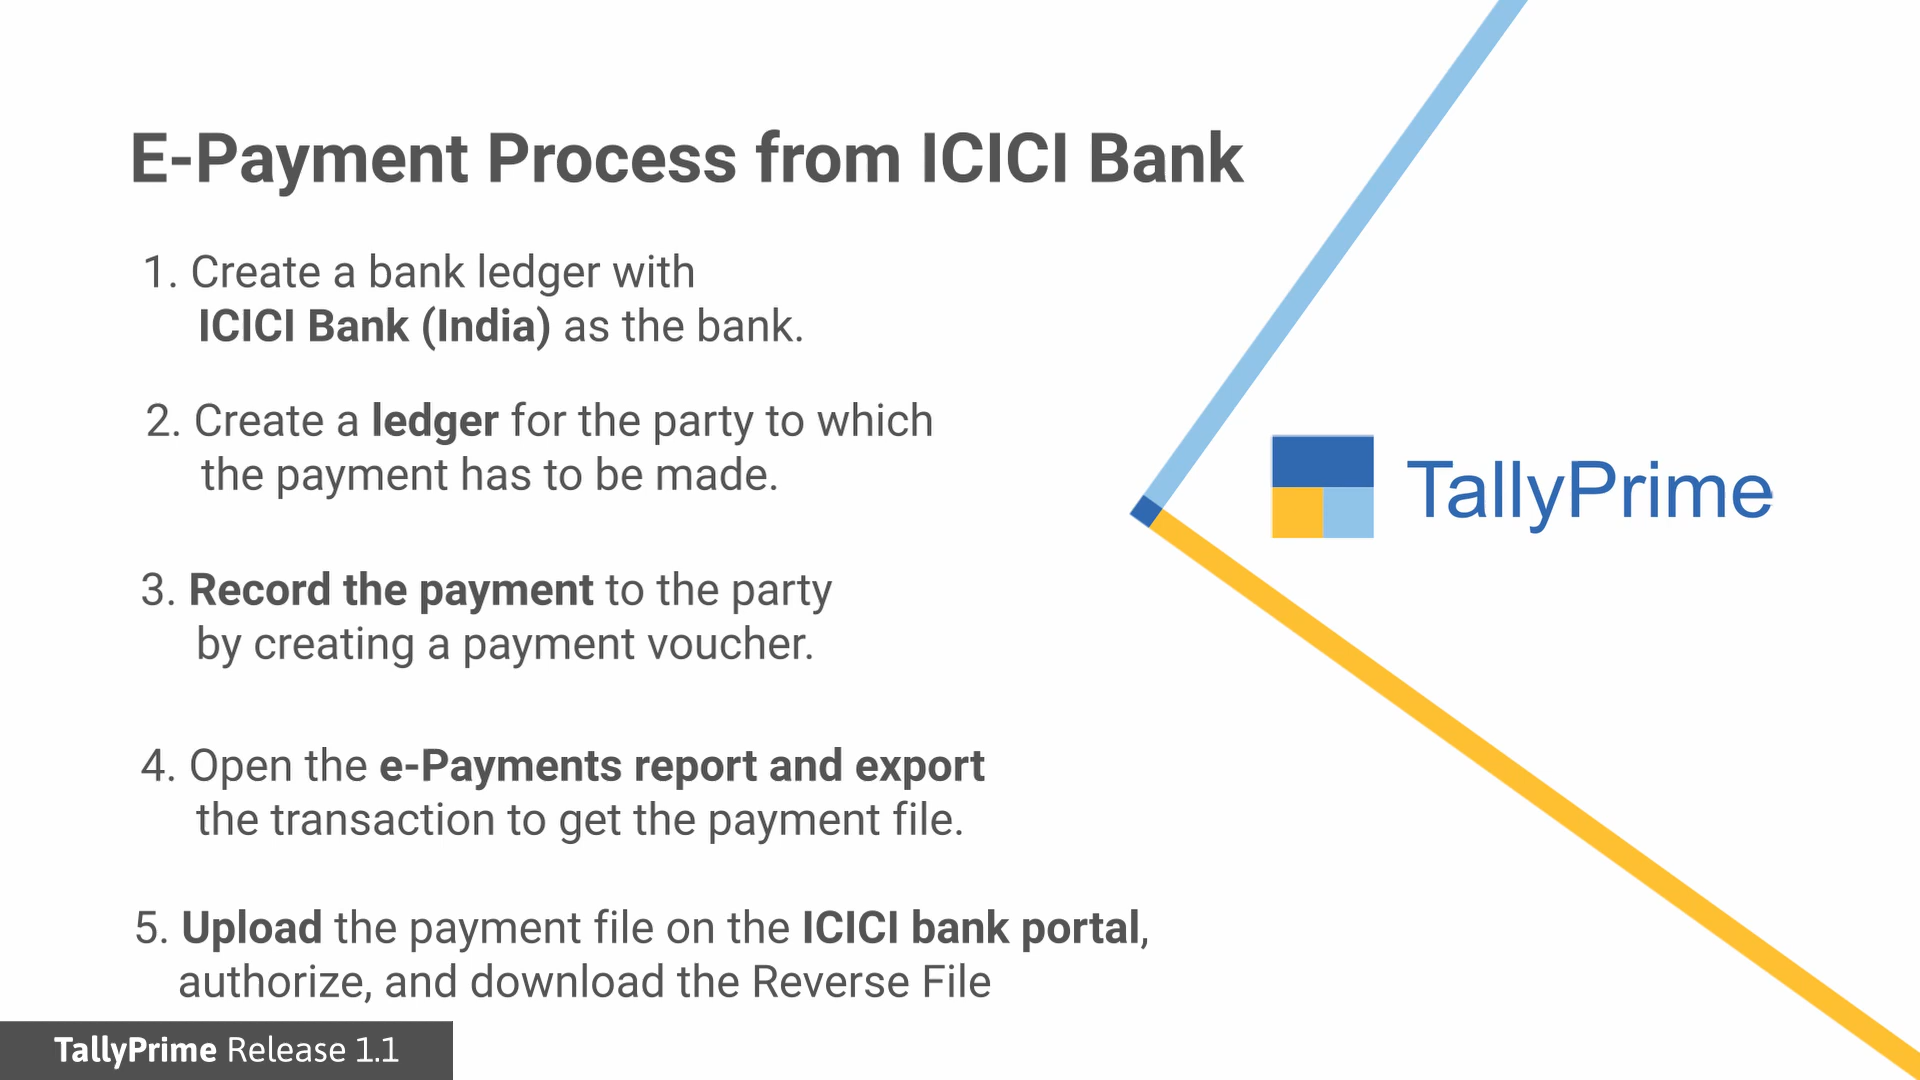 E-Payment Process from ICICI Bank
1. Create a bank ledger with
ICICI Bank (India) as the bank.
2. Create a ledger for the party to which
the payment has to be made.
TallyPrime
3. Record the payment to the party
by creating a payment voucher.
4. Open the e-Payments report and export
the transaction to get the payment file.
5. Upload the payment file on the ICICI bank portal,
authorize, and download the Reverse File
TallyPrime Release 1.1